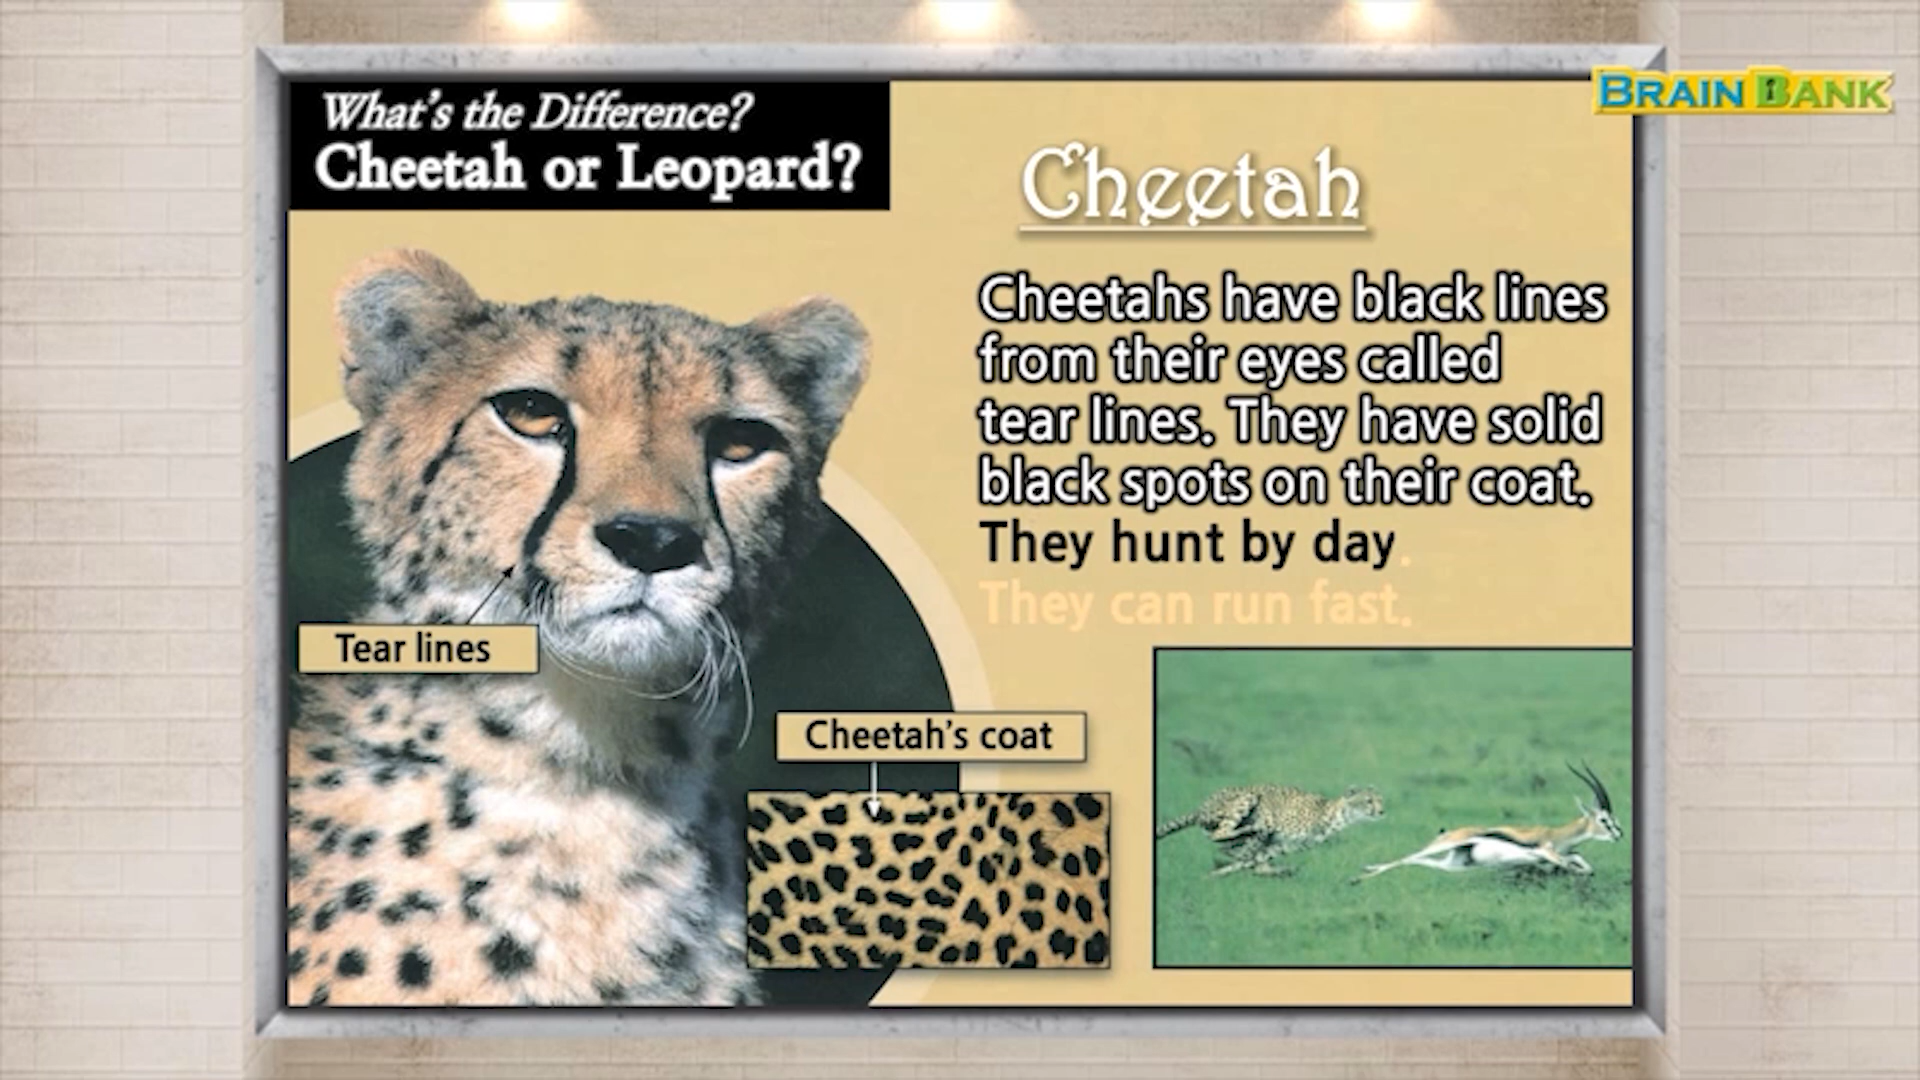 BRAIN BANK
What's the Difference?
Cheetah or Leopard?
Cheetah
Cheetahs have black lines
from their eyes called
tear lines. They have solid
black spots on their coat.
They hunt by day.
They can run fast.
Tear lines
Cheetah's coat